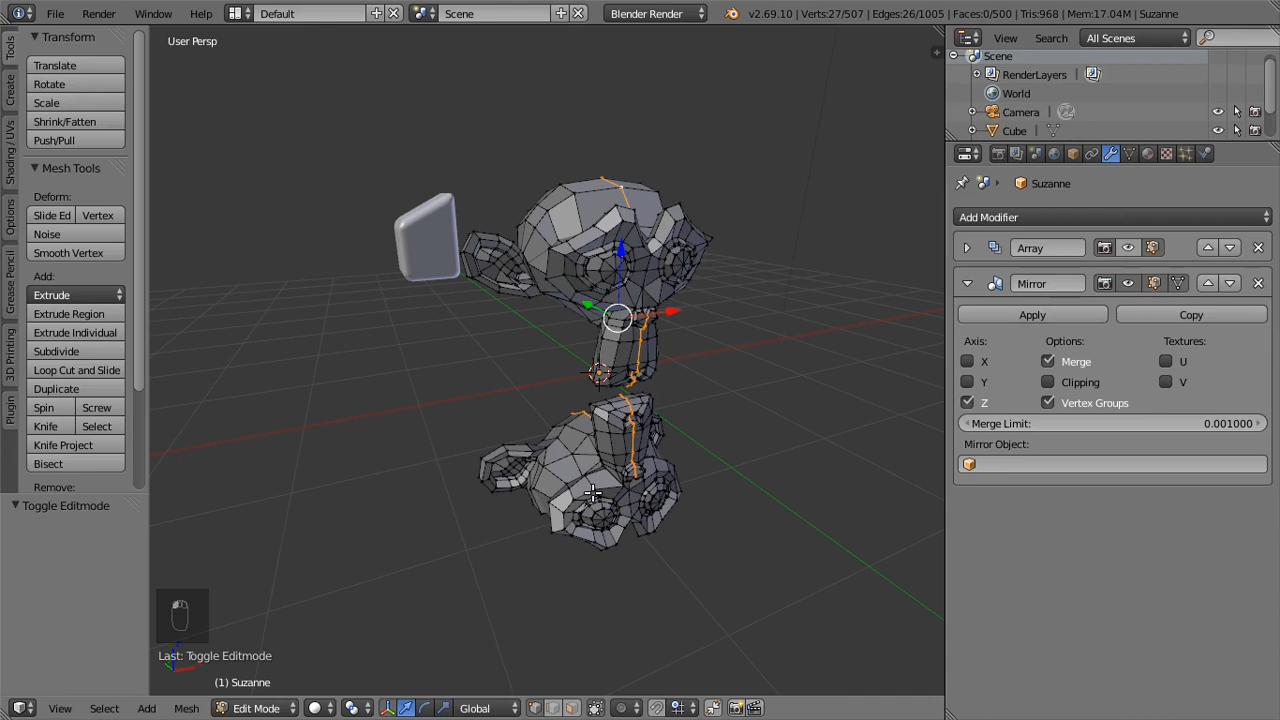 File Render Window Help Default Scene Blender Render v2.69.10 | Verts:27/507 | Edges:26/1005 | Faces:0/500 | Tris:968 | Mem:17.04M | Suzanne
Tools
Create
Shading / UVs
Options
Grease Pencil
3D Printing
Plugin
Transform
Translate
Rotate
Scale
Shrink/Fatten
Push/Pull
Mesh Tools
Deform:
Slide Ed Vertex
Noise
Smooth Vertex
Add:
Extrude
Extrude Region
Extrude Individual
Subdivide
Loop Cut and Slide
Duplicate
Spin Screw
Knife Select
Knife Project
Bisect
Remove:
Toggle Editmode
User Persp
Last: Toggle Editmode
(1) Suzanne
View Select Add Mesh Edit Mode Global
View Search All Scenes
Scene
RenderLayers
World
Camera
Cube
Suzanne
Add Modifier
Array
Mirror
Apply Copy
Axis: Options: Textures:
X Merge U
Y Clipping V
Z Vertex Groups
Merge Limit: 0.001000
Mirror Object: